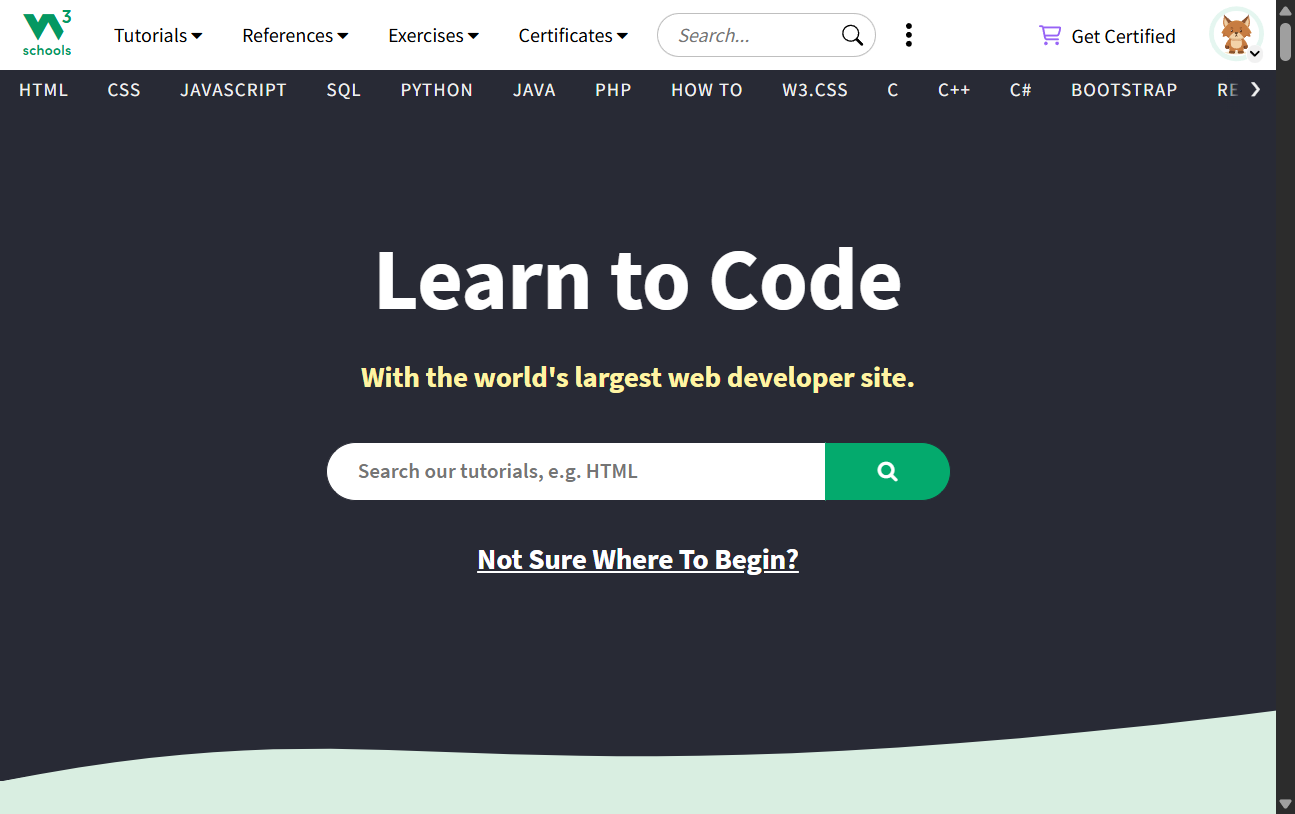 3
schools
Tutorials References Exercises Certificates Search... Get Certified
HTML CSS JAVASCRIPT SQL PYTHON JAVA PHP HOW TO W3.CSS C C++ C# BOOTSTRAP RE
Learn to Code
With the world's largest web developer site.
Search our tutorials, e.g. HTML
Not Sure Where To Begin?